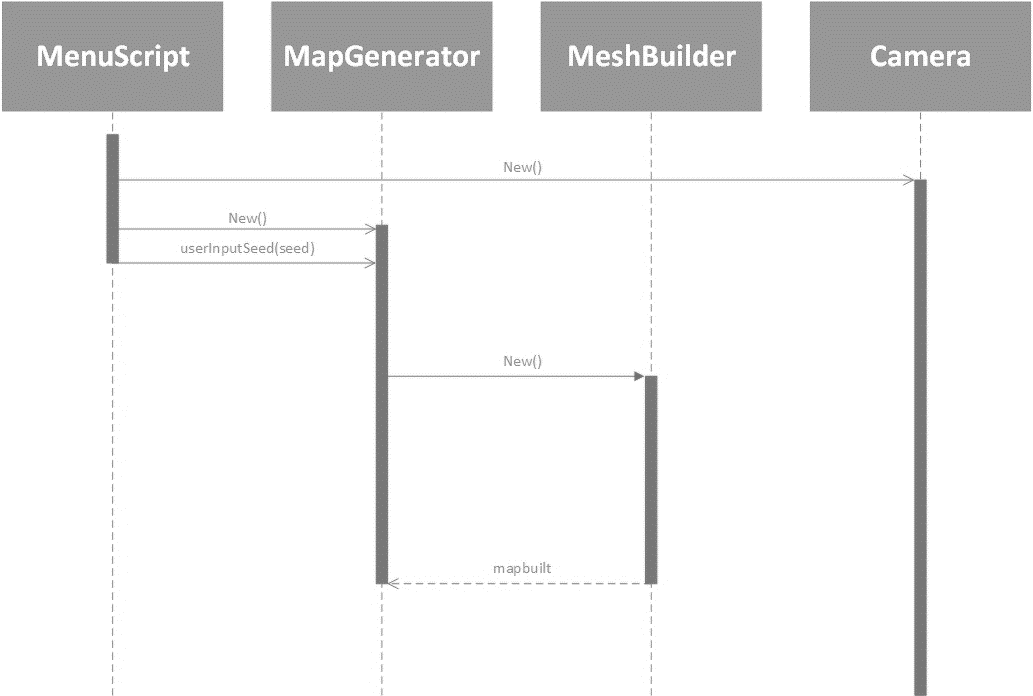 MenuScript
MapGenerator
MeshBuilder
Camera
New()
New()
userInputSeed(seed)
New()
mapbuilt